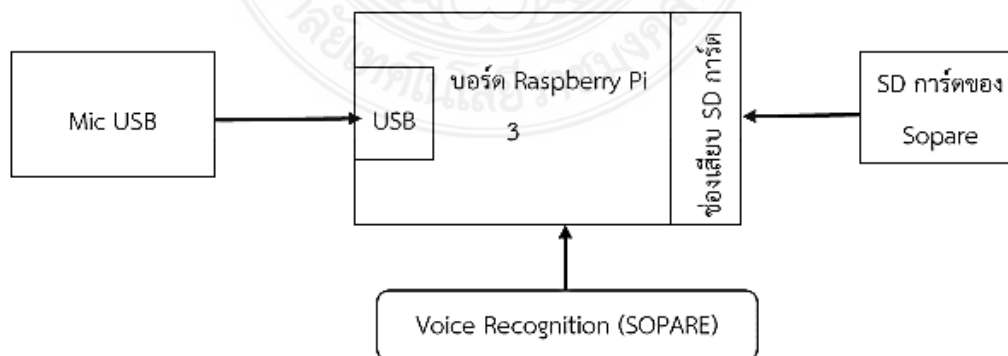 Mic USB
USB
บอร์ด Raspberry Pi
3
ช่องเสียบ SD การ์ด
SD การ์ดของ
Sopare
Voice Recognition (SOPARE)